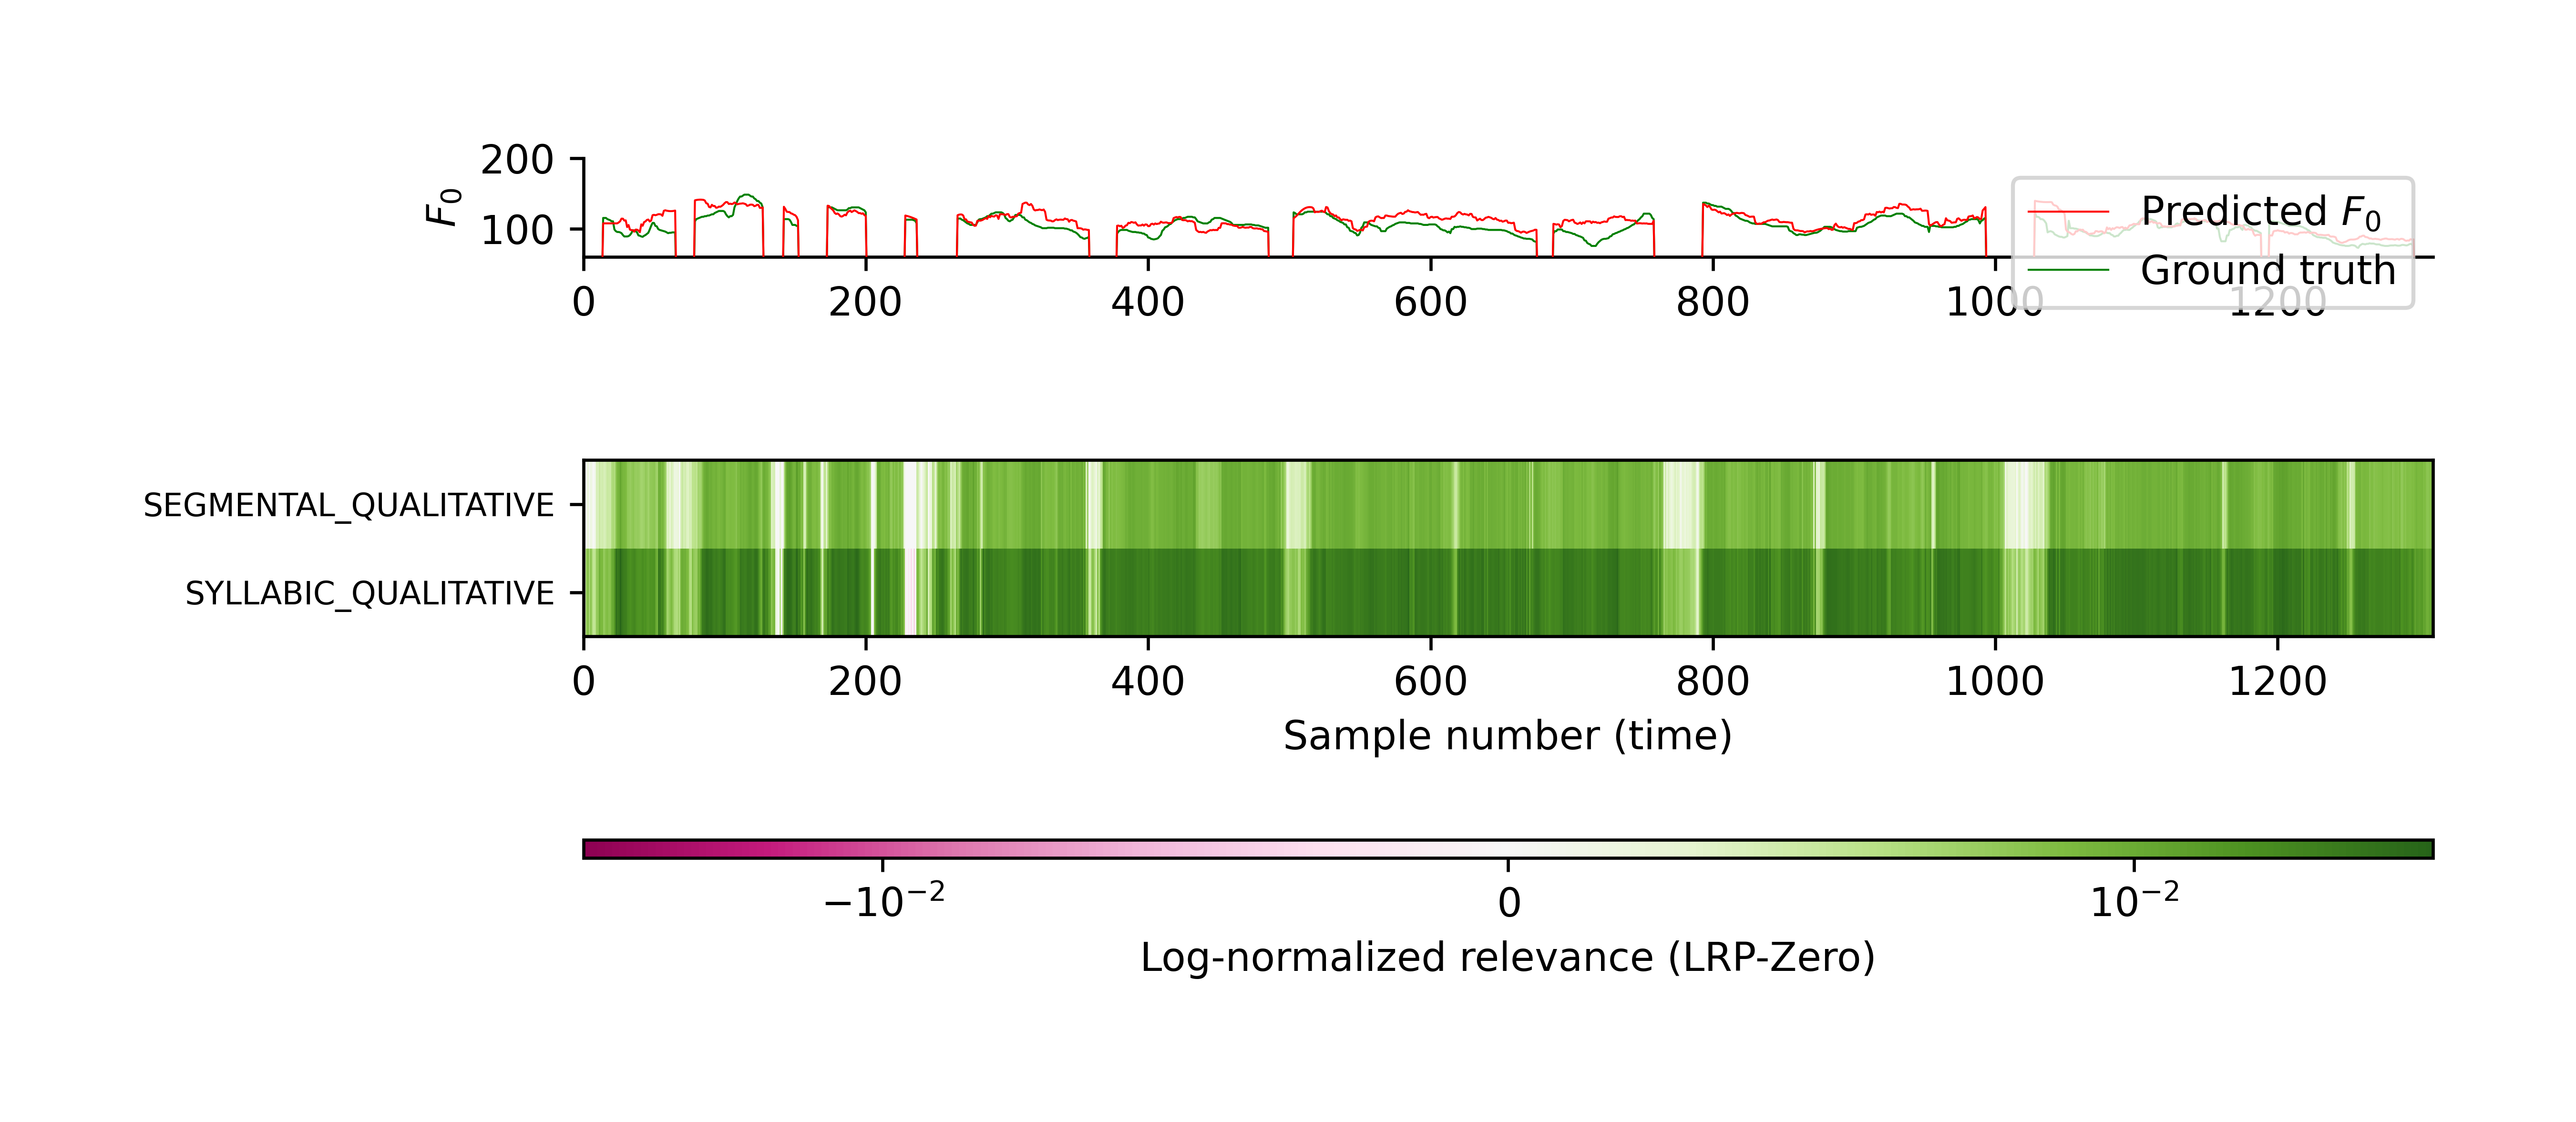 200
100
F₀
Predicted F₀
Ground truth
0 200 400 600 800 1000 1200
SEGMENTAL_QUALITATIVE
SYLLABIC_QUALITATIVE
0 200 400 600 800 1000 1200
Sample number (time)
−10⁻² 0 10⁻²
Log-normalized relevance (LRP-Zero)